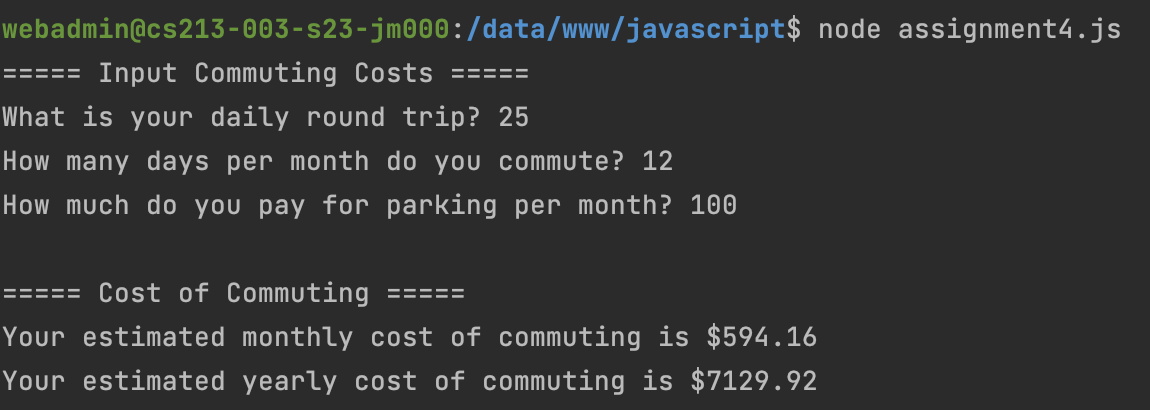 webadmin@cs213-003-s23-jm000:/data/www/javascript$ node assignment4.js
===== Input Commuting Costs =====
What is your daily round trip? 25
How many days per month do you commute? 12
How much do you pay for parking per month? 100
===== Cost of Commuting =====
Your estimated monthly cost of commuting is $594.16
Your estimated yearly cost of commuting is $7129.92